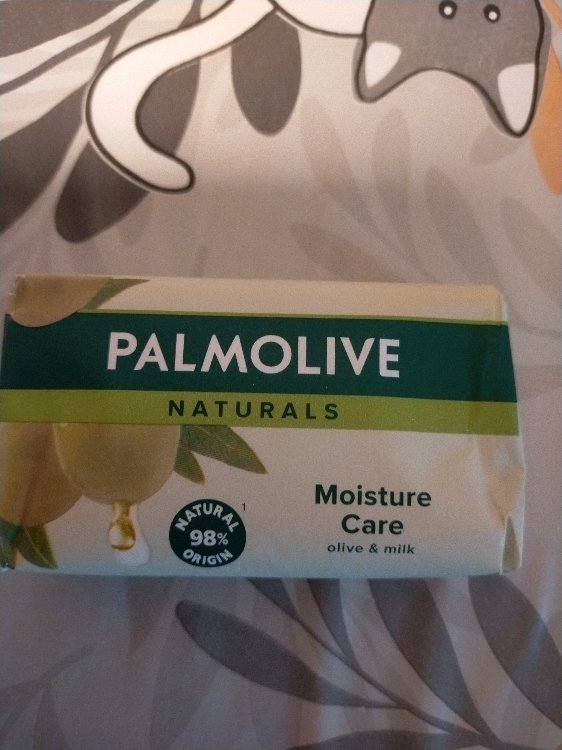 PALMOLIVE
NATURALS
Moisture
Care
olive & milk
NATURAL 1
98%
ORIGIN